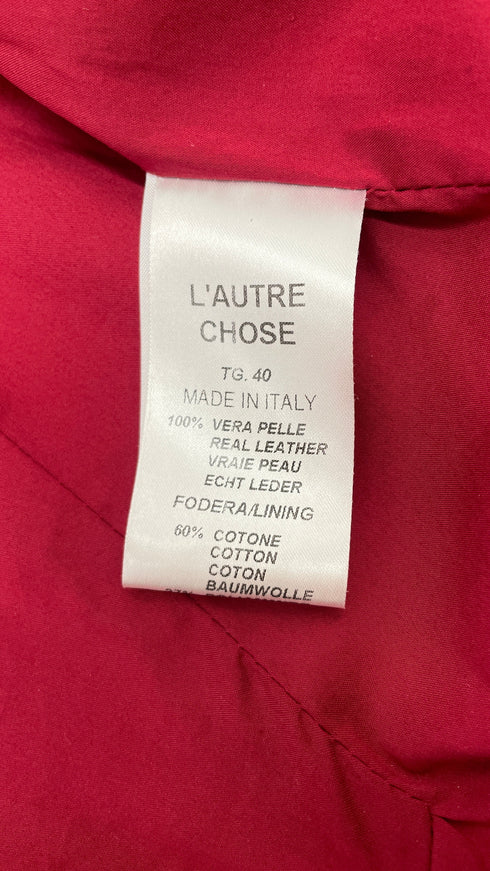 L'AUTRE
CHOSE
TG. 40
MADE IN ITALY
100% VERA PELLE
REAL LEATHER
VRAIE PEAU
ECHT LEDER
FODERA/LINING
60% COTONE
COTTON
COTON
BAUMWOLLE